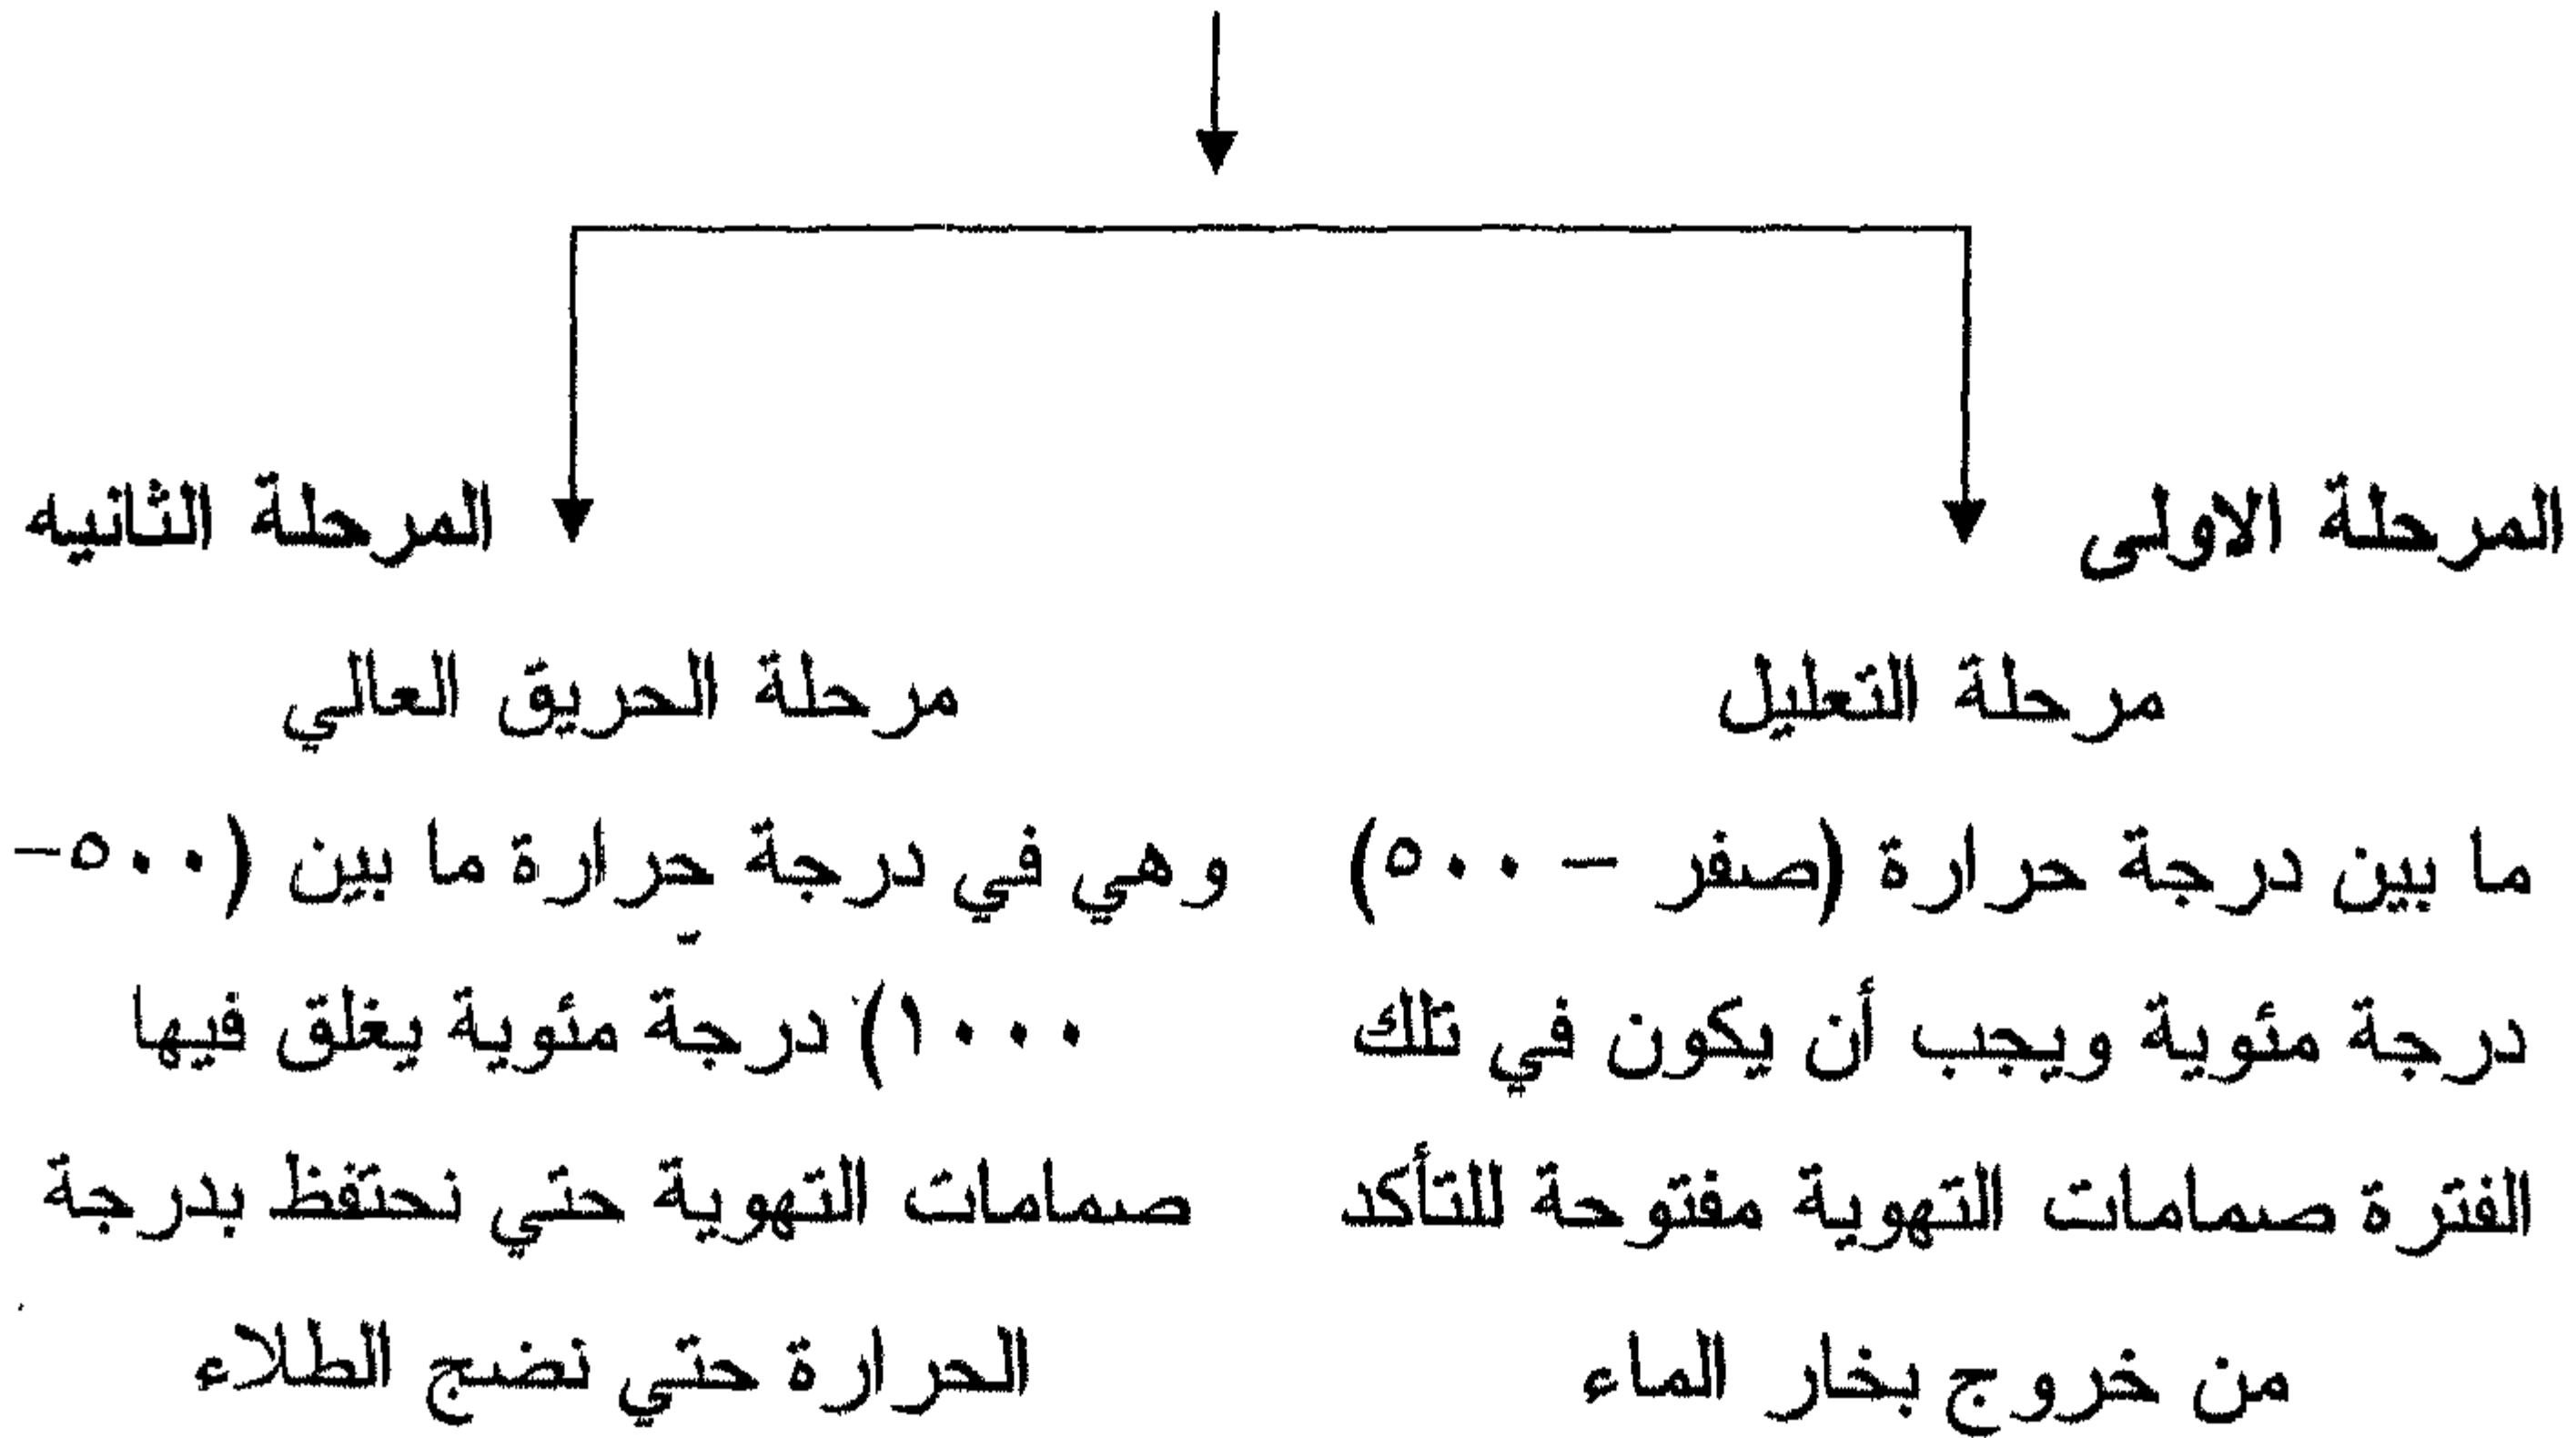 المرحلة الاولى
مرحلة التعليل
ما بين درجة حرارة (صفر – ٥٠٠)
درجة مئوية ويجب أن يكون في تلك
الفترة صمامات التهوية مفتوحة للتأكد
من خروج بخار الماء
المرحلة الثانيه
مرحلة الحريق العالي
وهي في درجة حرارة ما بين (٥٠٠-
١٠٠٠) درجة مئوية يغلق فيها
صمامات التهوية حتي نحتفظ بدرجة
الحرارة حتي نضج الطلاء